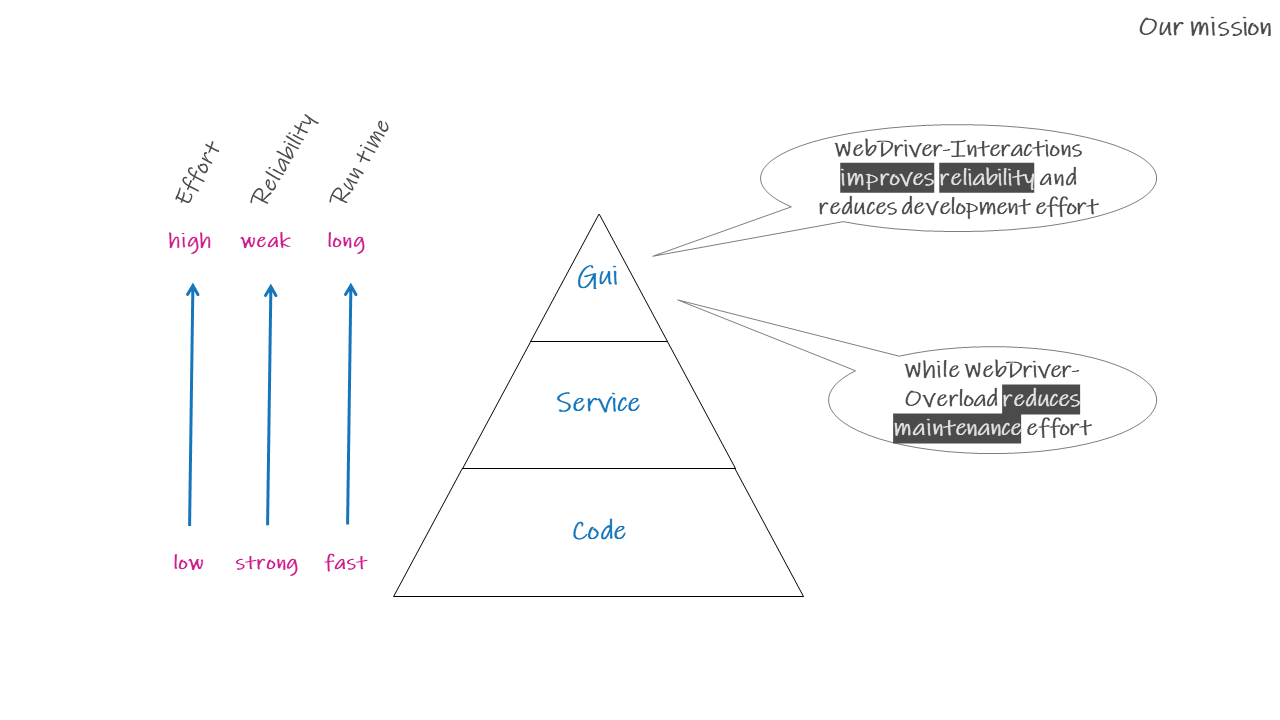 Our mission
Effort
Reliability
Run time
high weak long
low strong fast
Gui
Service
Code
WebDriver-Interactions
improves reliability and
reduces development effort
While WebDriver-
Overload reduces
maintenance effort